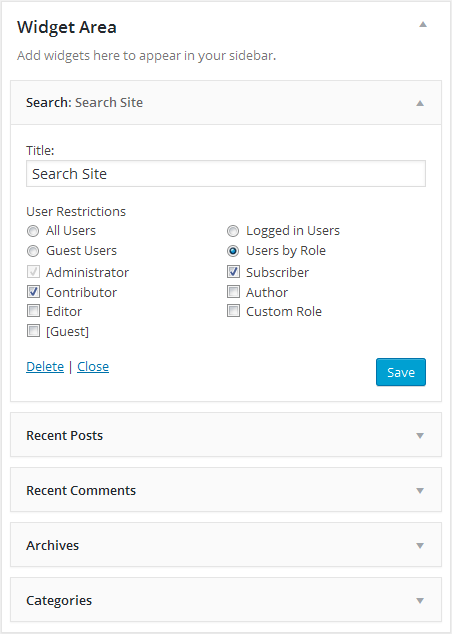 Widget Area
Add widgets here to appear in your sidebar.
Search: Search Site
Title:
Search Site
User Restrictions
All Users Logged in Users
Guest Users Users by Role
Administrator Subscriber
Contributor Author
Editor Custom Role
[Guest]
Delete | Close Save
Recent Posts
Recent Comments
Archives
Categories